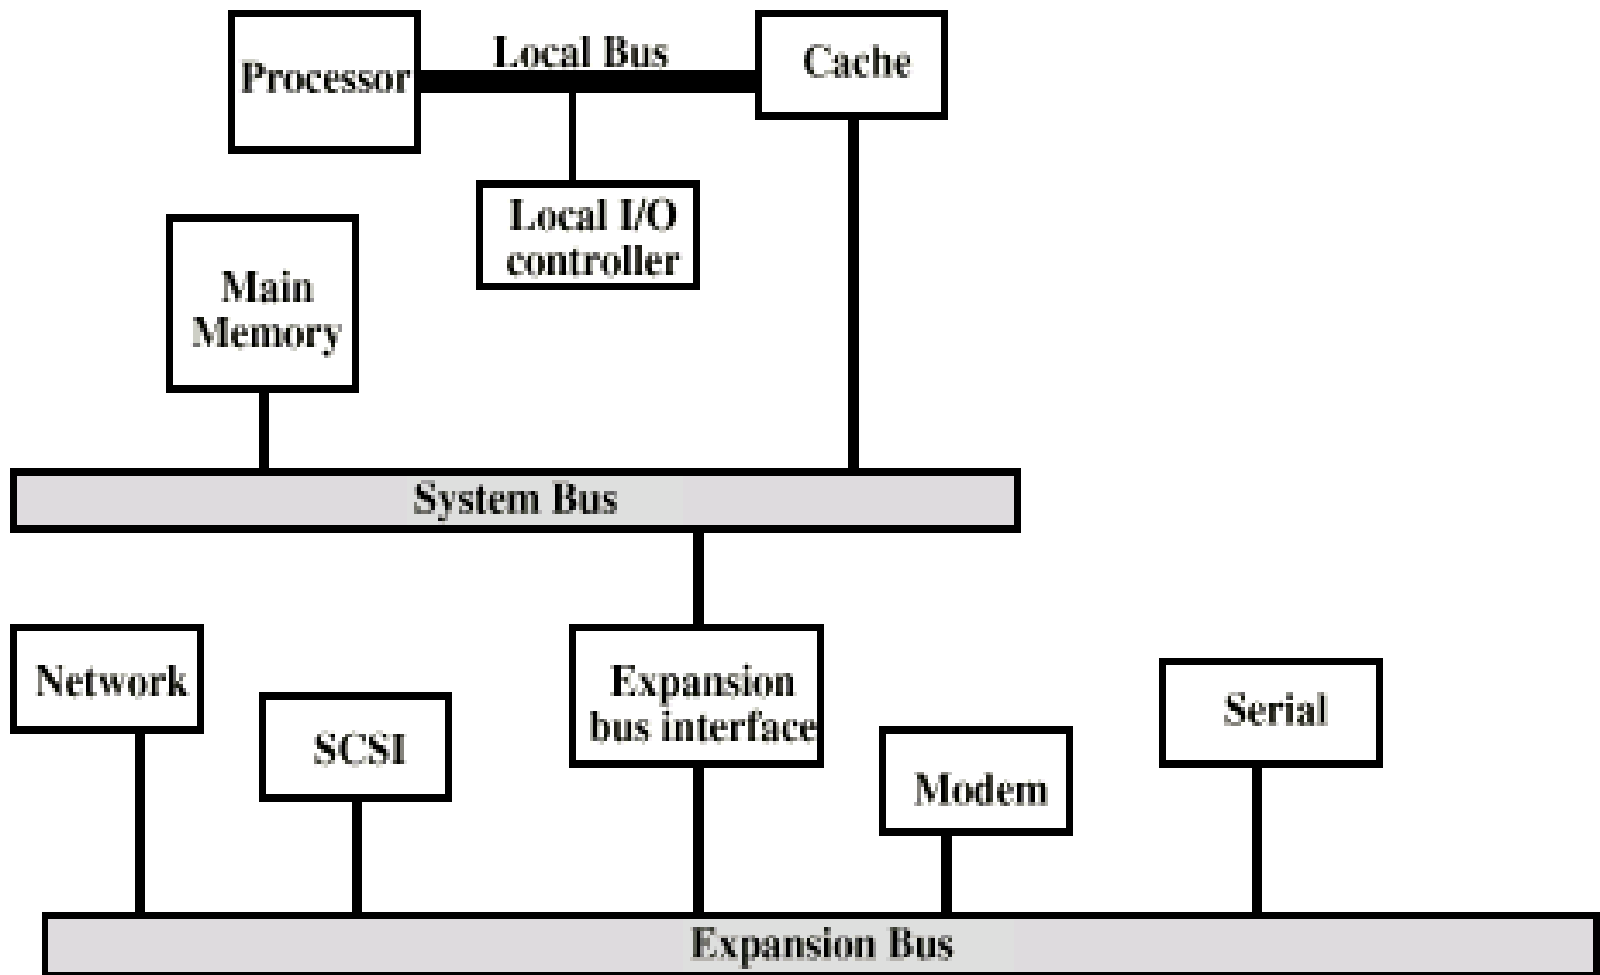 Processor
Local Bus
Cache
Local I/O
controller
Main
Memory
System Bus
Network
SCSI
Expansion
bus interface
Modem
Serial
Expansion Bus